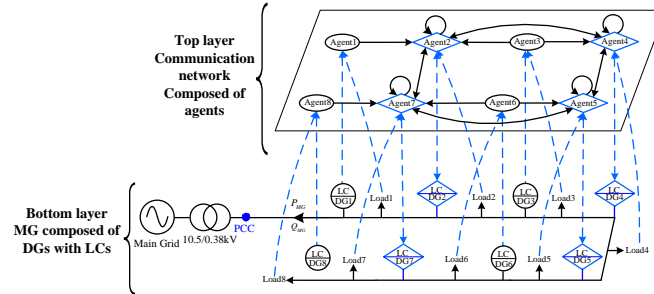 Top layer
Communication
network
Composed of
agents
Agent1
Agent2
Agent3
Agent4
Agent8
Agent7
Agent6
Agent5
Bottom layer
MG composed of
DGs with LCs
Main Grid
10.5/0.38kV
PCC
P_MG
Q_MG
LC
DG1
Load1
LC
DG2
Load2
LC
DG3
Load3
LC
DG4
Load4
Load8
LC
DG8
Load7
LC
DG7
Load6
LC
DG6
Load5
LC
DG5